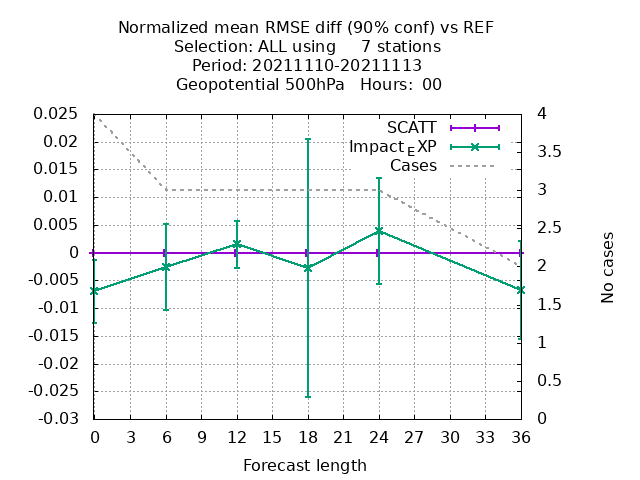 Normalized mean RMSE diff (90% conf) vs REF
Selection: ALL using 7 stations
Period: 20211110-20211113
Geopotential 500hPa Hours: 00
SCATT
Impact_EXP
Cases
0.025
0.02
0.015
0.01
0.005
0
-0.005
-0.01
-0.015
-0.02
-0.025
-0.03
4
3.5
3
2.5
2
1.5
1
0.5
0
No cases
0 3 6 9 12 15 18 21 24 27 30 33 36
Forecast length